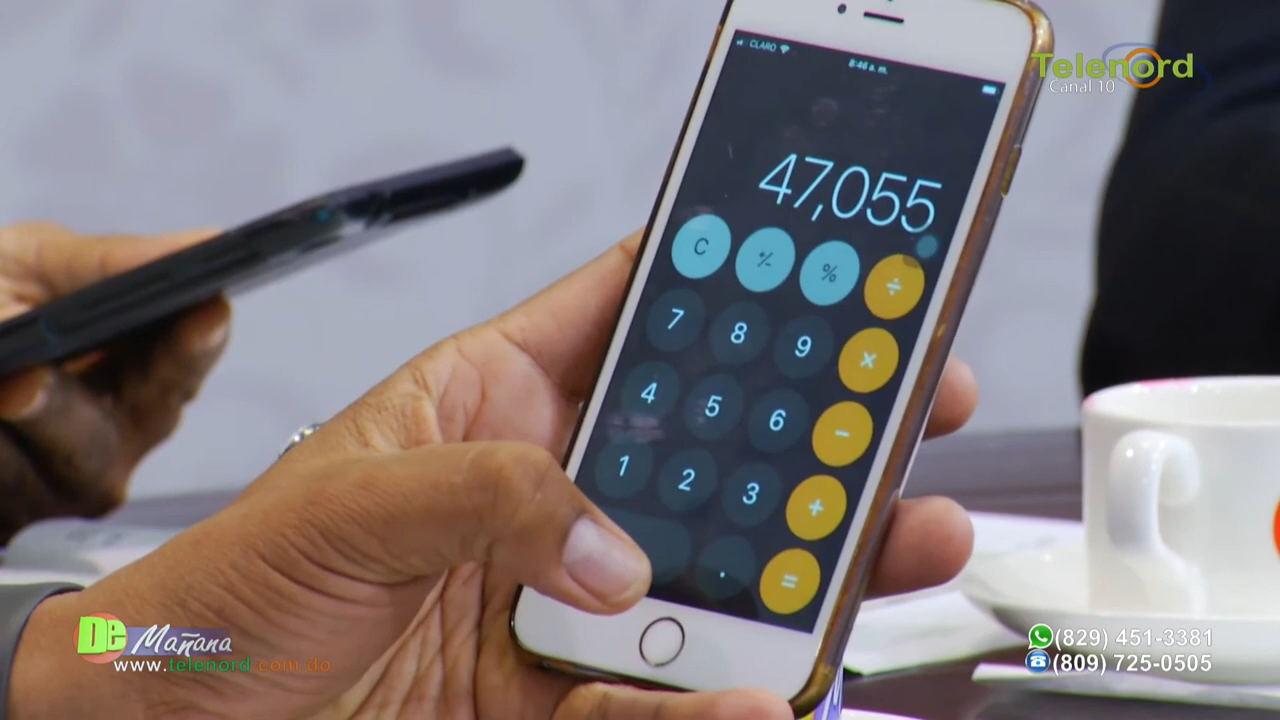 CLARO
8:46 a. m.
Telenord
Canal 10
47,055
C +/- % ÷
7 8 9 ×
4 5 6 −
1 2 3 +
. =
De Mañana
www.telenord.com.do
(829) 451-3381
(809) 725-0505